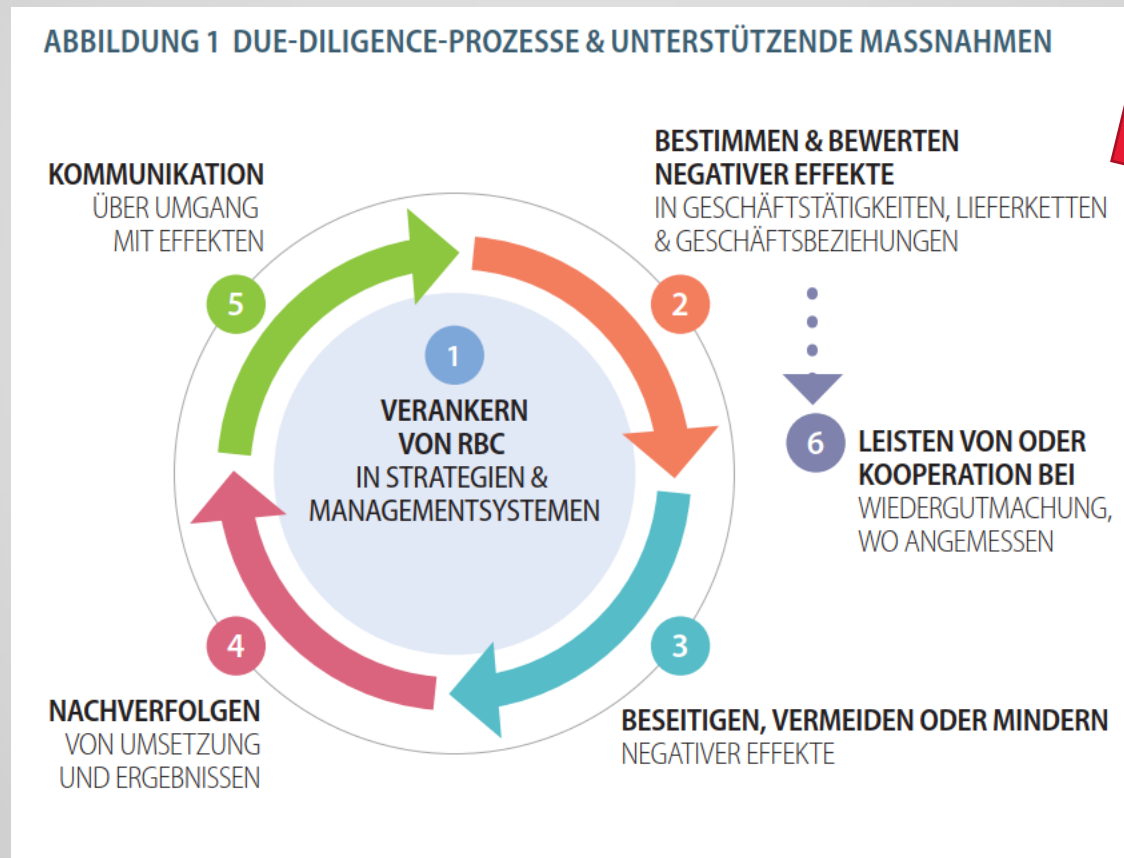 ABBILDUNG 1 DUE-DILIGENCE-PROZESSE & UNTERSTÜTZENDE MASSNAHMEN
1
VERANKERN
VON RBC
IN STRATEGIEN &
MANAGEMENTSYSTEMEN
2
BESTIMMEN & BEWERTEN
NEGATIVER EFFEKTE
IN GESCHÄFTSTÄTIGKEITEN, LIEFERKETTEN
& GESCHÄFTSBEZIEHUNGEN
3
BESEITIGEN, VERMEIDEN ODER MINDERN
NEGATIVER EFFEKTE
4
NACHVERFOLGEN
VON UMSETZUNG
UND ERGEBNISSEN
5
KOMMUNIKATION
ÜBER UMGANG
MIT EFFEKTEN
6
LEISTEN VON ODER
KOOPERATION BEI
WIEDERGUTMACHUNG,
WO ANGEMESSEN